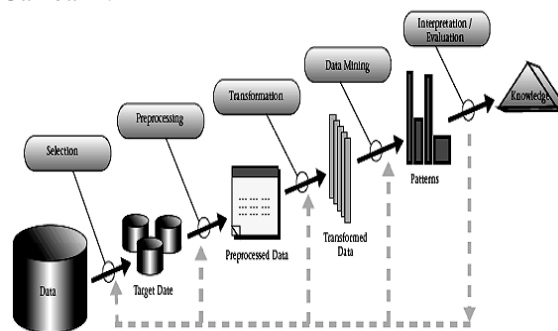 Interpretation /
Evaluation
Data Mining
Knowledge
Transformation
Preprocessing
Patterns
Selection
Transformed
Data
Preprocessed Data
Target Date
Data